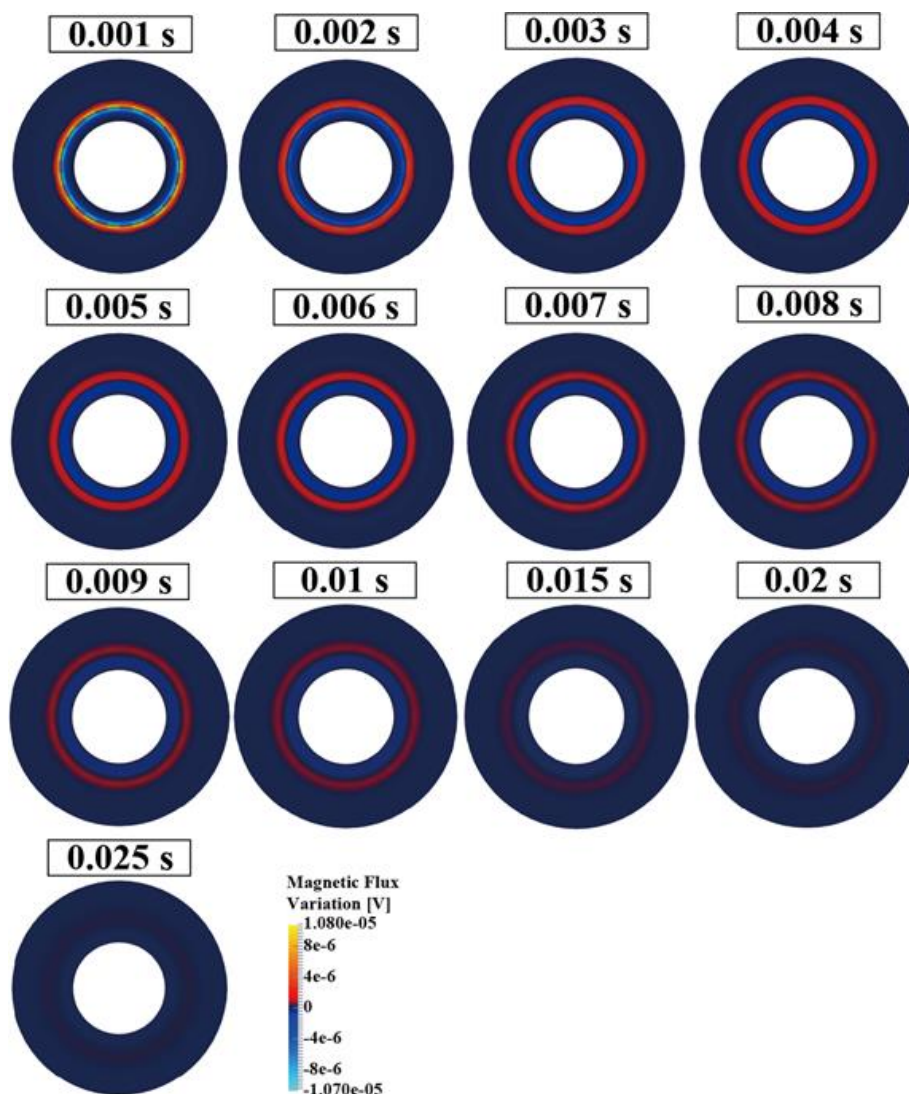 0.001 s
0.002 s
0.003 s
0.004 s
0.005 s
0.006 s
0.007 s
0.008 s
0.009 s
0.01 s
0.015 s
0.02 s
0.025 s
Magnetic Flux
Variation [V]
1.080e-05
8e-6
4e-6
0
-4e-6
-8e-6
-1.070e-05